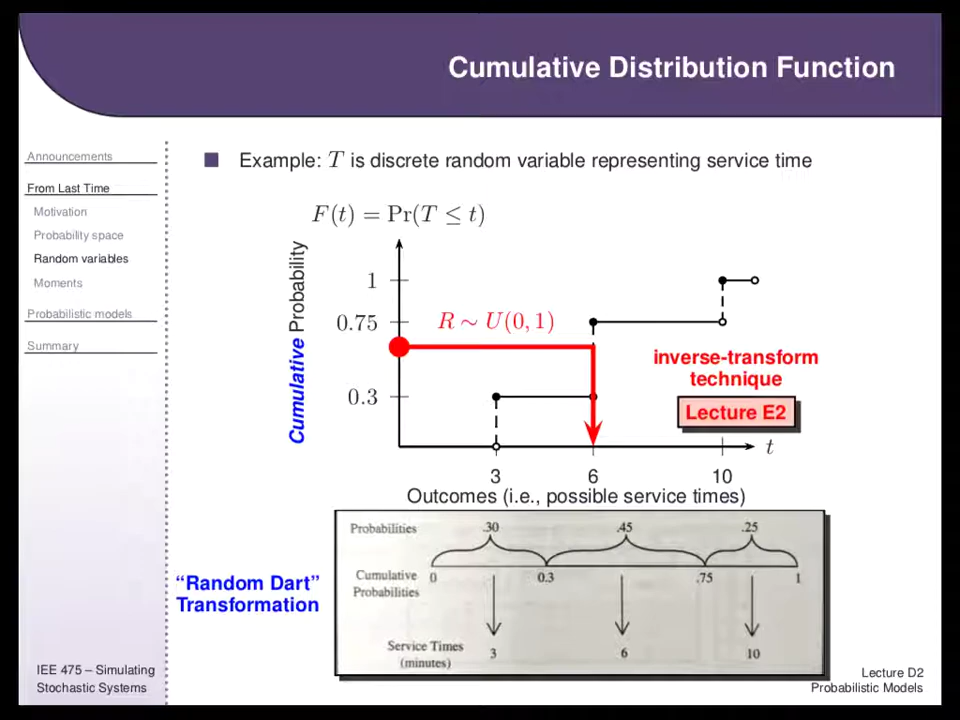 Cumulative Distribution Function
Announcements
From Last Time
Motivation
Probability space
Random variables
Moments
Probabilistic models
Summary
Example: T is discrete random variable representing service time
F(t) = Pr(T ≤ t)
Cumulative Probability
1
0.75
0.3
R ∼ U(0, 1)
inverse-transform
technique
Lecture E2
t
3 6 10
Outcomes (i.e., possible service times)
"Random Dart"
Transformation
Probabilities .30 .45 .25
Cumulative 0 0.3 .75 1
Probabilities
Service Times 3 6 10
(minutes)
IEE 475 – Simulating
Stochastic Systems
Lecture D2
Probabilistic Models